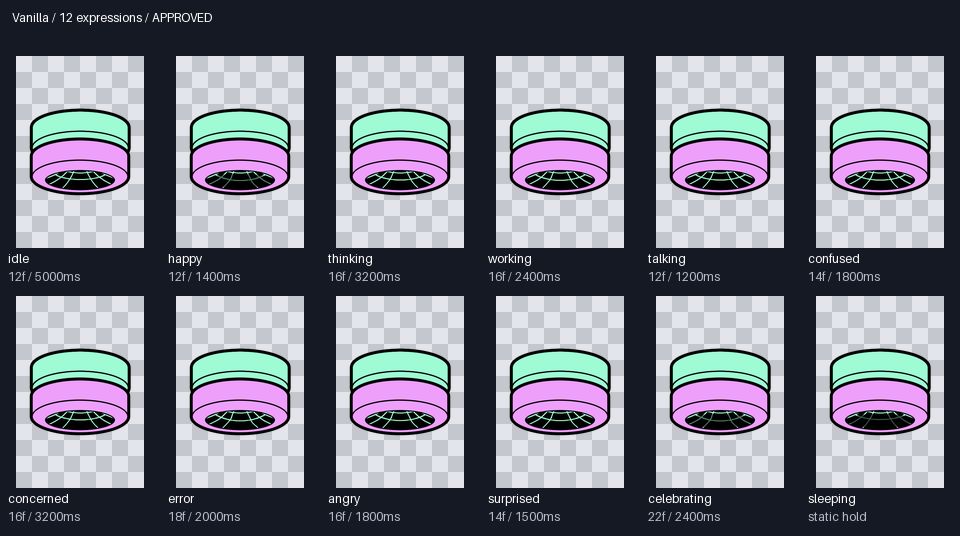 Vanilla / 12 expressions / APPROVED
idle happy thinking working talking confused
12f / 5000ms 12f / 1400ms 16f / 3200ms 16f / 2400ms 12f / 1200ms 14f / 1800ms
concerned error angry surprised celebrating sleeping
16f / 3200ms 18f / 2000ms 16f / 1800ms 14f / 1500ms 22f / 2400ms static hold